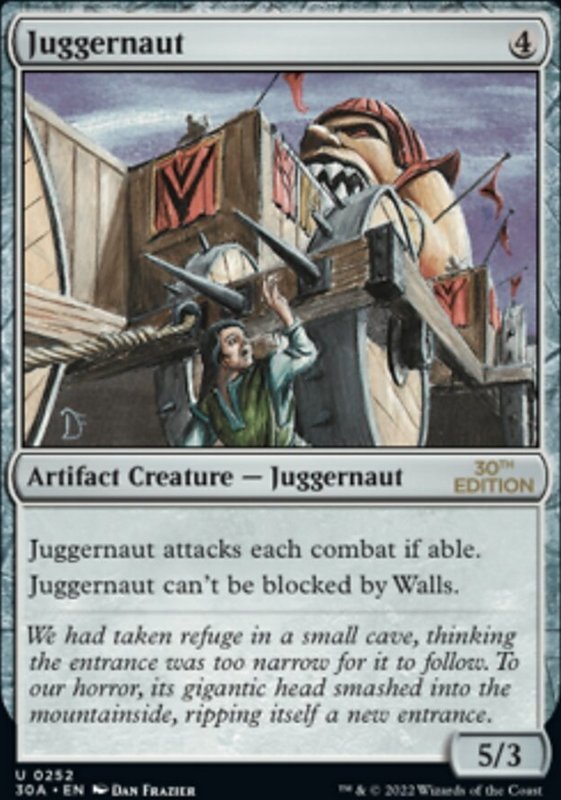 Juggernaut 4
Artifact Creature — Juggernaut
30TH
EDITION
Juggernaut attacks each combat if able.
Juggernaut can't be blocked by Walls.
We had taken refuge in a small cave, thinking
the entrance was too narrow for it to follow. To
our horror, its gigantic head smashed into the
mountainside, ripping itself a new entrance.
5/3
U 0252
30A • EN Dan Frazier
™ & © 2022 Wizards of the Coast